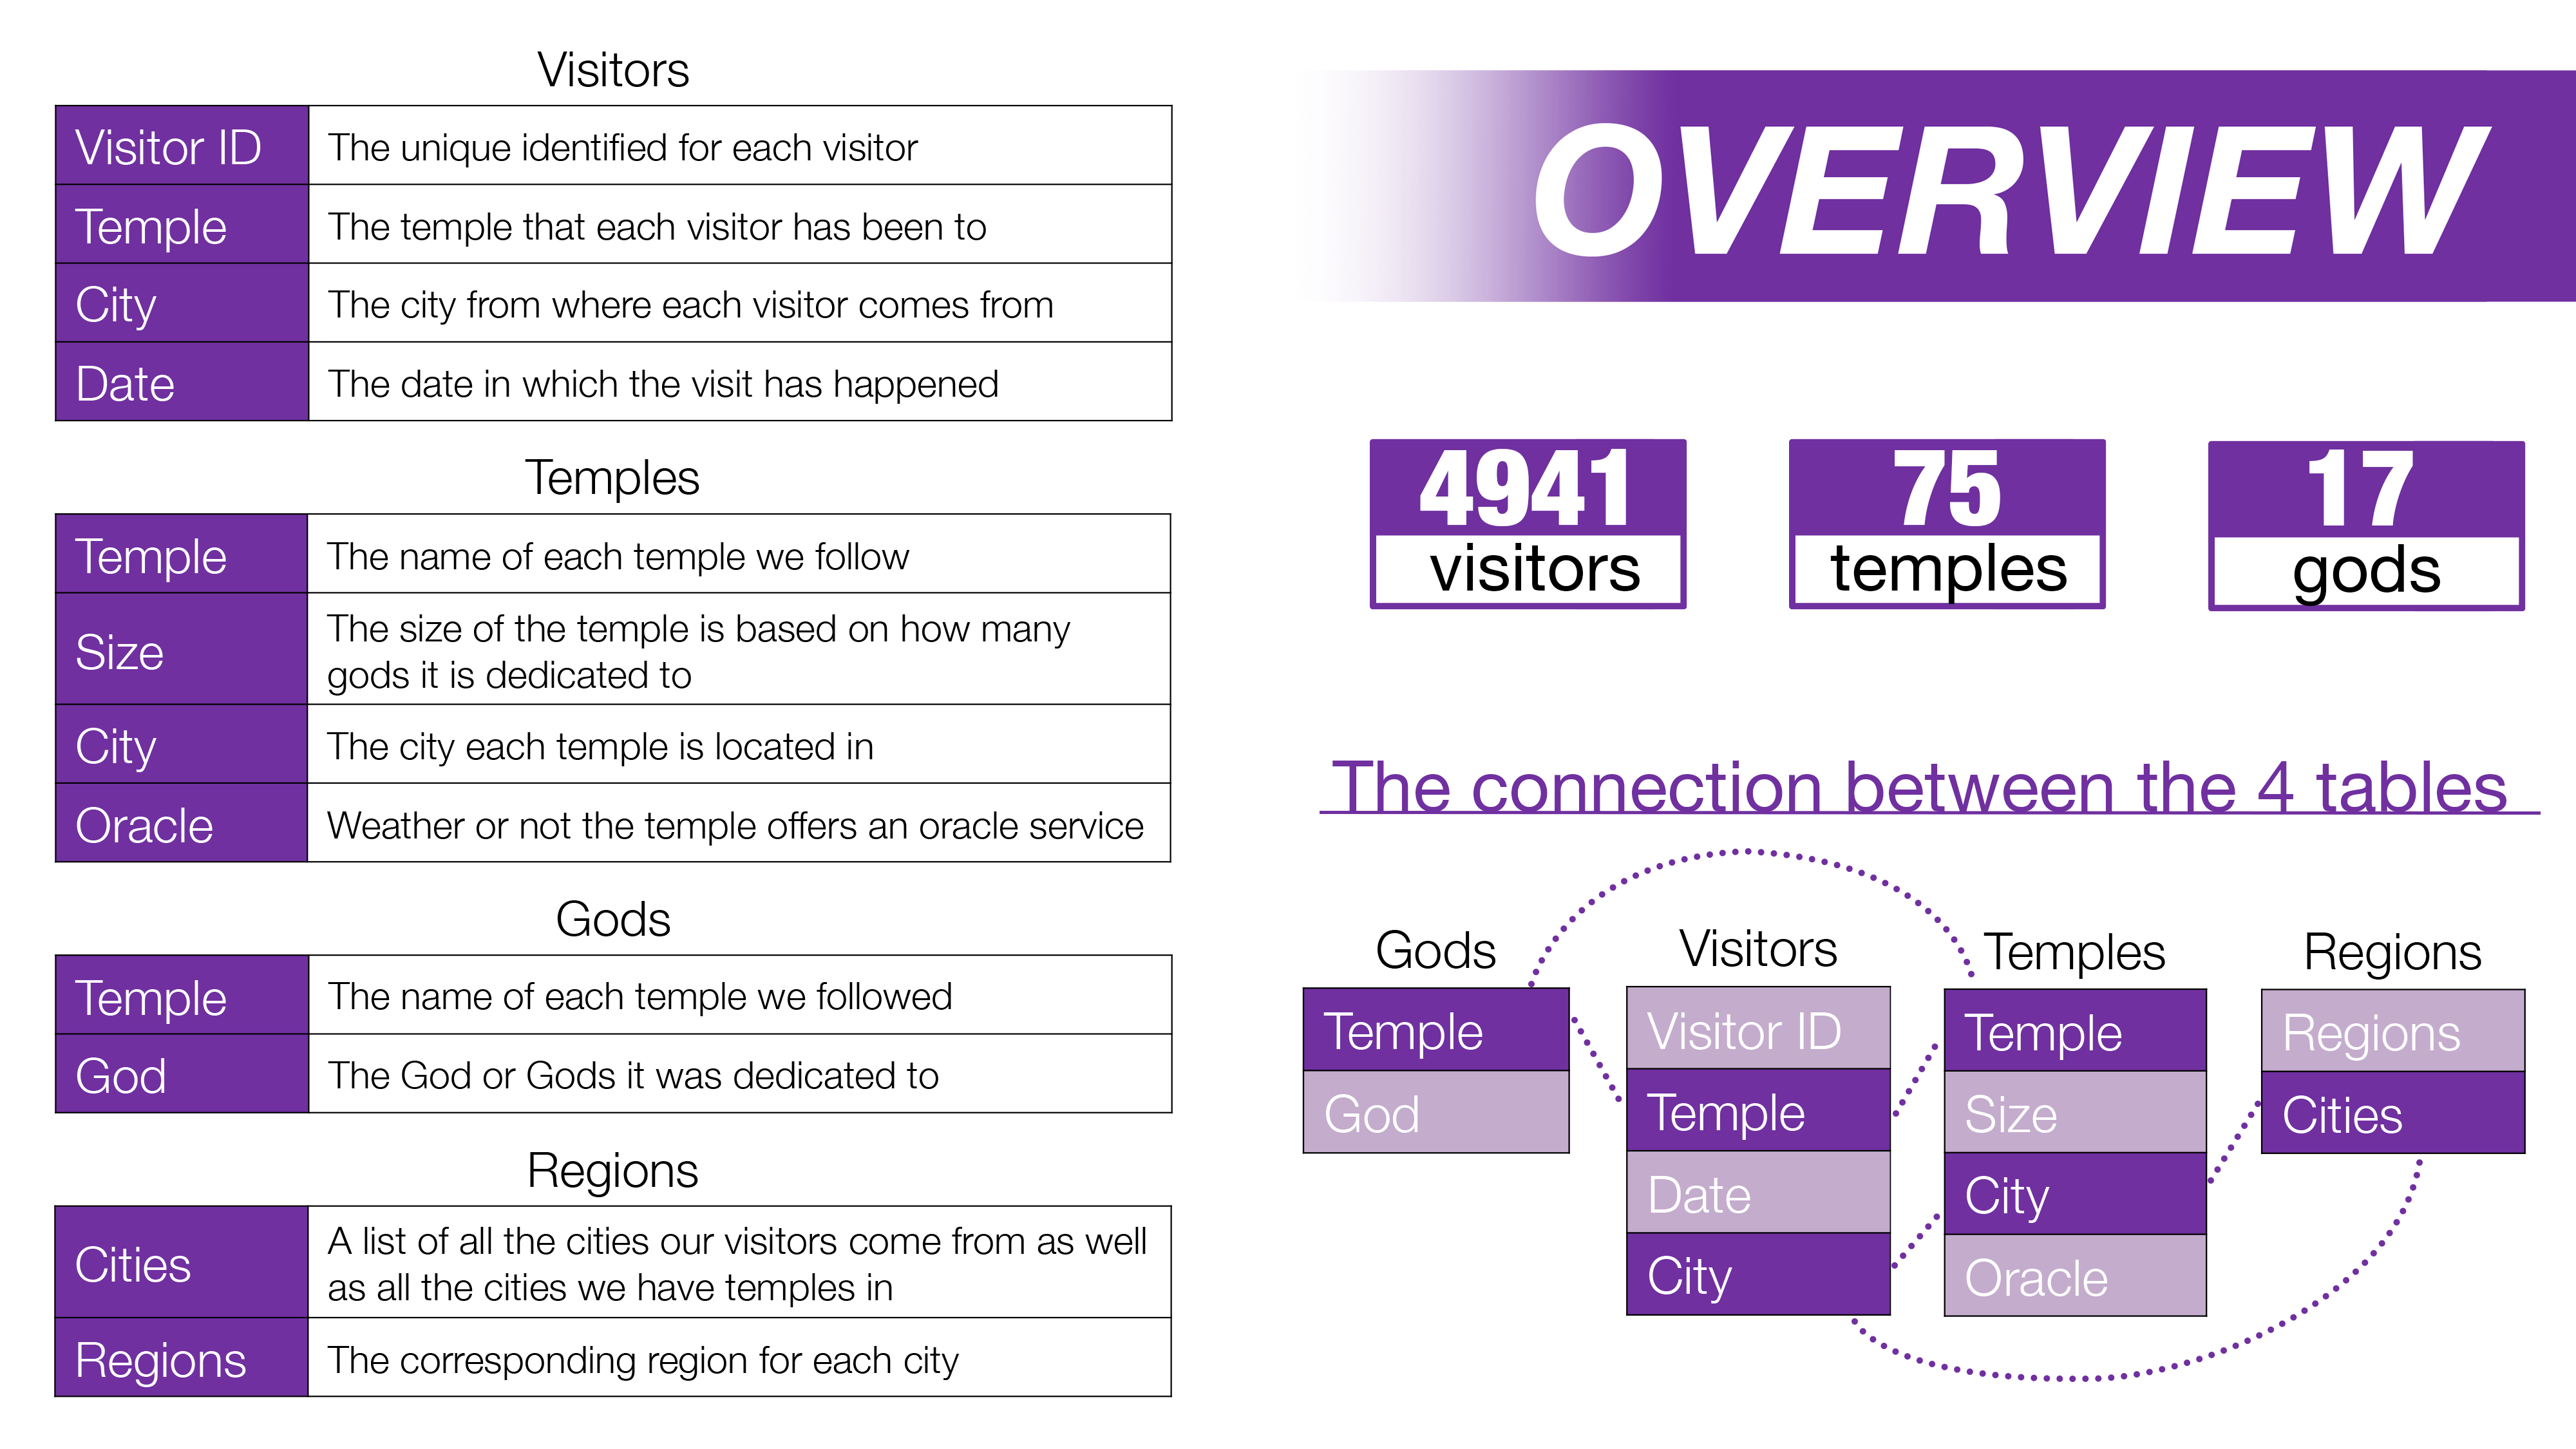 Visitors
Visitor ID The unique identified for each visitor
Temple The temple that each visitor has been to
City The city from where each visitor comes from
Date The date in which the visit has happened
Temples
Temple The name of each temple we follow
Size The size of the temple is based on how many
gods it is dedicated to
City The city each temple is located in
Oracle Weather or not the temple offers an oracle service
Gods
Temple The name of each temple we followed
God The God or Gods it was dedicated to
Regions
Cities A list of all the cities our visitors come from as well
as all the cities we have temples in
Regions The corresponding region for each city
OVERVIEW
4941
visitors
75
temples
17
gods
The connection between the 4 tables
Gods
Temple
God
Visitors
Visitor ID
Temple
Date
City
Temples
Temple
Size
City
Oracle
Regions
Regions
Cities